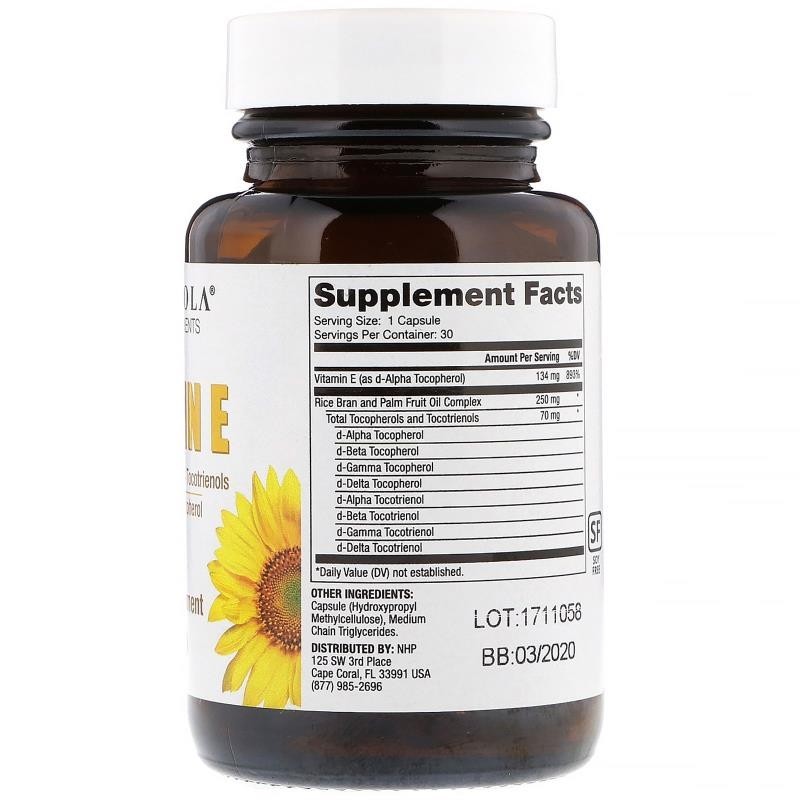 OLA®
ENTS
IN E
Tocotrienols
pherol
ment
Supplement Facts
Serving Size: 1 Capsule
Servings Per Container: 30
Amount Per Serving %DV
Vitamin E (as d-Alpha Tocopherol) 134 mg 893%
Rice Bran and Palm Fruit Oil Complex 250 mg *
Total Tocopherols and Tocotrienols 70 mg *
d-Alpha Tocopherol
d-Beta Tocopherol
d-Gamma Tocopherol
d-Delta Tocopherol
d-Alpha Tocotrienol
d-Beta Tocotrienol
d-Gamma Tocotrienol
d-Delta Tocotrienol
*Daily Value (DV) not established.
OTHER INGREDIENTS:
Capsule (Hydroxypropyl
Methylcellulose), Medium
Chain Triglycerides.
DISTRIBUTED BY: NHP
125 SW 3rd Place
Cape Coral, FL 33991 USA
(877) 985-2696
SF
SOY
FREE
LOT:1711058
BB:03/2020